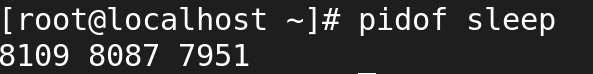 [root@localhost ~]# pidof sleep
8109 8087 7951